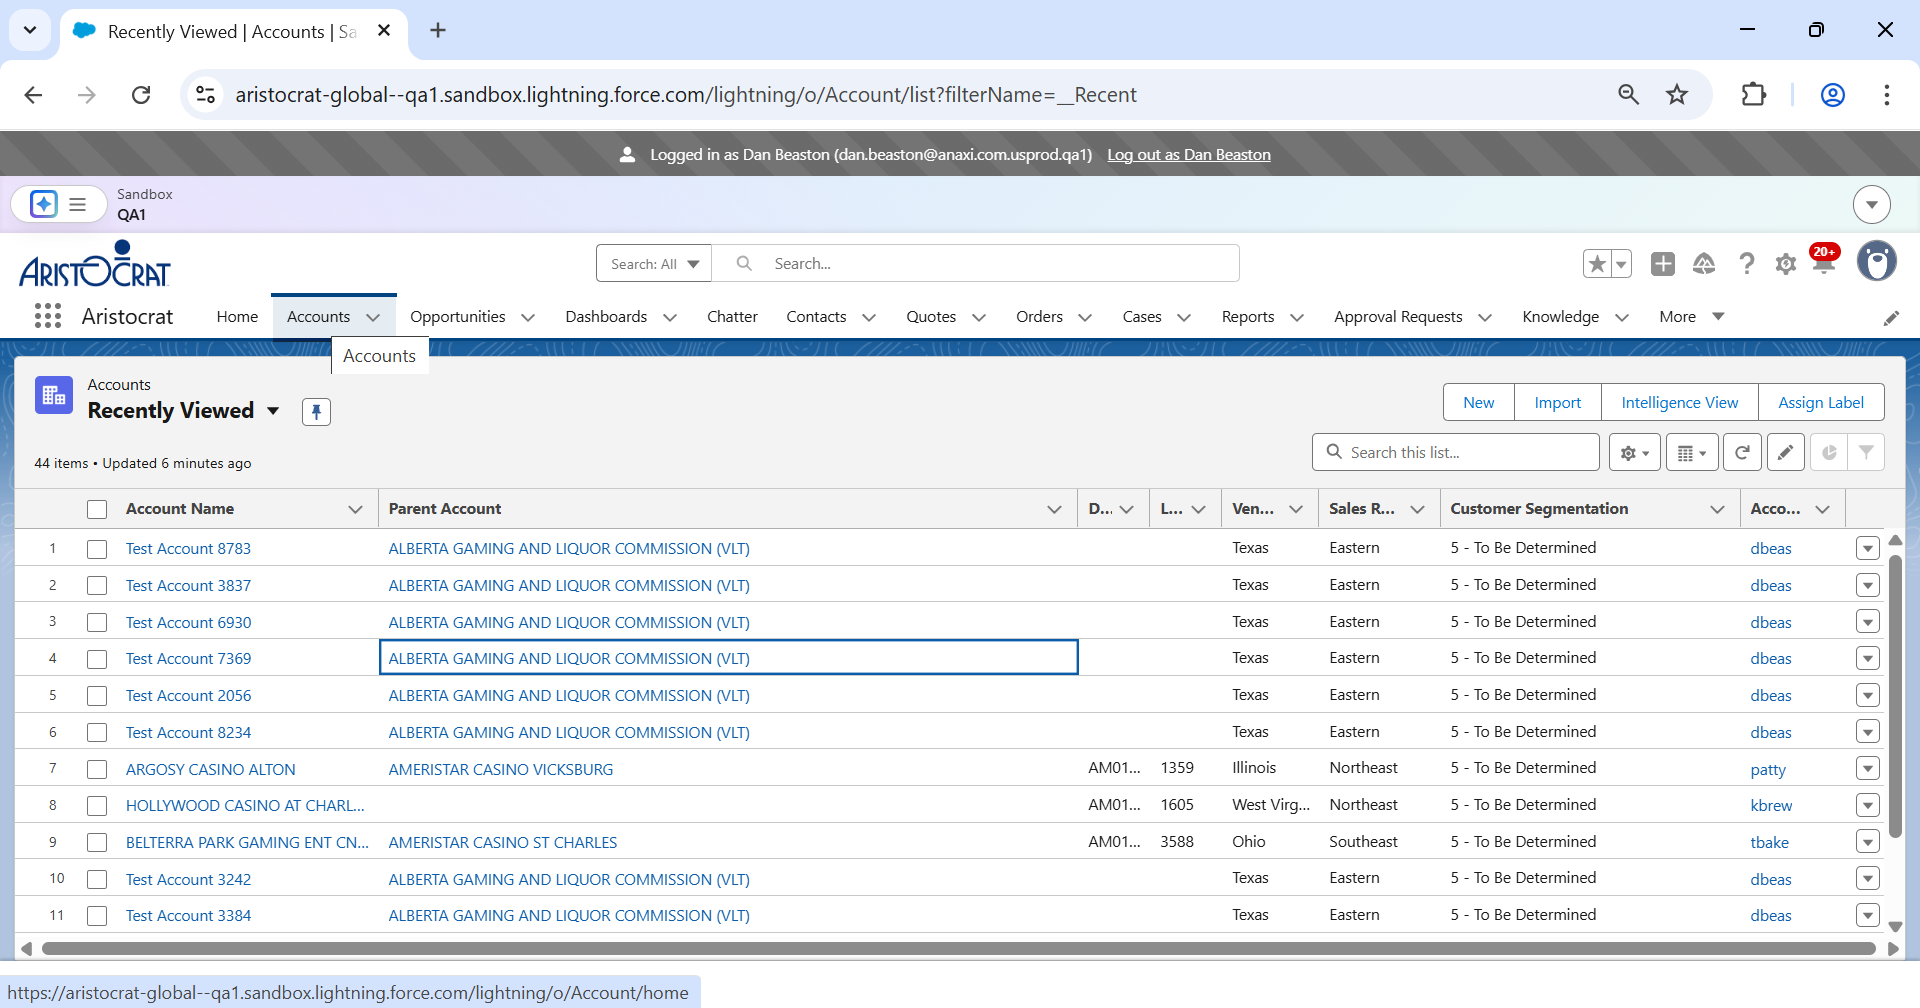 Recently Viewed | Accounts | Sa
aristocrat-global--qa1.sandbox.lightning.force.com/lightning/o/Account/list?filterName=__Recent
Logged in as Dan Beaston (dan.beaston@anaxi.com.usprod.qa1) Log out as Dan Beaston
Sandbox
QA1
ARISTOCRAT
Search: All Search...
20+
Aristocrat Home Accounts Opportunities Dashboards Chatter Contacts Quotes Orders Cases Reports Approval Requests Knowledge More
Accounts
Accounts
Recently Viewed
New Import Intelligence View Assign Label
44 items • Updated 6 minutes ago
Search this list...
Account Name Parent Account D... L... Ven... Sales R... Customer Segmentation Acco...
1 Test Account 8783 ALBERTA GAMING AND LIQUOR COMMISSION (VLT) Texas Eastern 5 - To Be Determined dbeas
2 Test Account 3837 ALBERTA GAMING AND LIQUOR COMMISSION (VLT) Texas Eastern 5 - To Be Determined dbeas
3 Test Account 6930 ALBERTA GAMING AND LIQUOR COMMISSION (VLT) Texas Eastern 5 - To Be Determined dbeas
4 Test Account 7369 ALBERTA GAMING AND LIQUOR COMMISSION (VLT) Texas Eastern 5 - To Be Determined dbeas
5 Test Account 2056 ALBERTA GAMING AND LIQUOR COMMISSION (VLT) Texas Eastern 5 - To Be Determined dbeas
6 Test Account 8234 ALBERTA GAMING AND LIQUOR COMMISSION (VLT) Texas Eastern 5 - To Be Determined dbeas
7 ARGOSY CASINO ALTON AMERISTAR CASINO VICKSBURG AM01... 1359 Illinois Northeast 5 - To Be Determined patty
8 HOLLYWOOD CASINO AT CHARL... AM01... 1605 West Virg... Northeast 5 - To Be Determined kbrew
9 BELTERRA PARK GAMING ENT CN... AMERISTAR CASINO ST CHARLES AM01... 3588 Ohio Southeast 5 - To Be Determined tbake
10 Test Account 3242 ALBERTA GAMING AND LIQUOR COMMISSION (VLT) Texas Eastern 5 - To Be Determined dbeas
11 Test Account 3384 ALBERTA GAMING AND LIQUOR COMMISSION (VLT) Texas Eastern 5 - To Be Determined dbeas
https://aristocrat-global--qa1.sandbox.lightning.force.com/lightning/o/Account/home